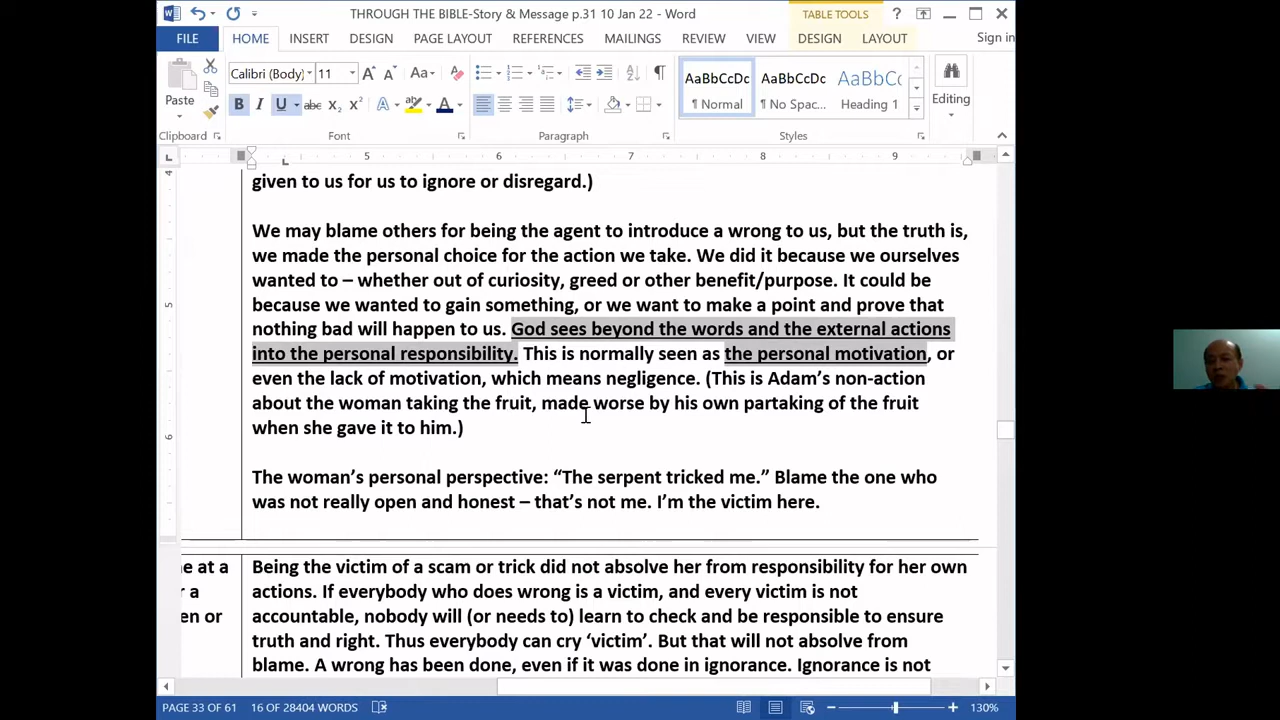 THROUGH THE BIBLE-Story & Message p.31 10 Jan 22 - Word
TABLE TOOLS
FILE HOME INSERT DESIGN PAGE LAYOUT REFERENCES MAILINGS REVIEW VIEW DESIGN LAYOUT Sign in
Calibri (Body) 11
Paste
AaBbCcDc AaBbCcDc AaBbCc
¶ Normal ¶ No Spac... Heading 1
Editing
Clipboard Font Paragraph Styles
5 6 7 8 9
4
5
6
given to us for us to ignore or disregard.)
We may blame others for being the agent to introduce a wrong to us, but the truth is,
we made the personal choice for the action we take. We did it because we ourselves
wanted to – whether out of curiosity, greed or other benefit/purpose. It could be
because we wanted to gain something, or we want to make a point and prove that
nothing bad will happen to us. God sees beyond the words and the external actions
into the personal responsibility. This is normally seen as the personal motivation, or
even the lack of motivation, which means negligence. (This is Adam’s non-action
about the woman taking the fruit, made worse by his own partaking of the fruit
when she gave it to him.)
The woman’s personal perspective: “The serpent tricked me.” Blame the one who
was not really open and honest – that’s not me. I’m the victim here.
e at a
r a
en or
Being the victim of a scam or trick did not absolve her from responsibility for her own
actions. If everybody who does wrong is a victim, and every victim is not
accountable, nobody will (or needs to) learn to check and be responsible to ensure
truth and right. Thus everybody can cry ‘victim’. But that will not absolve from
blame. A wrong has been done, even if it was done in ignorance. Ignorance is not
PAGE 33 OF 61 16 OF 28404 WORDS 130%